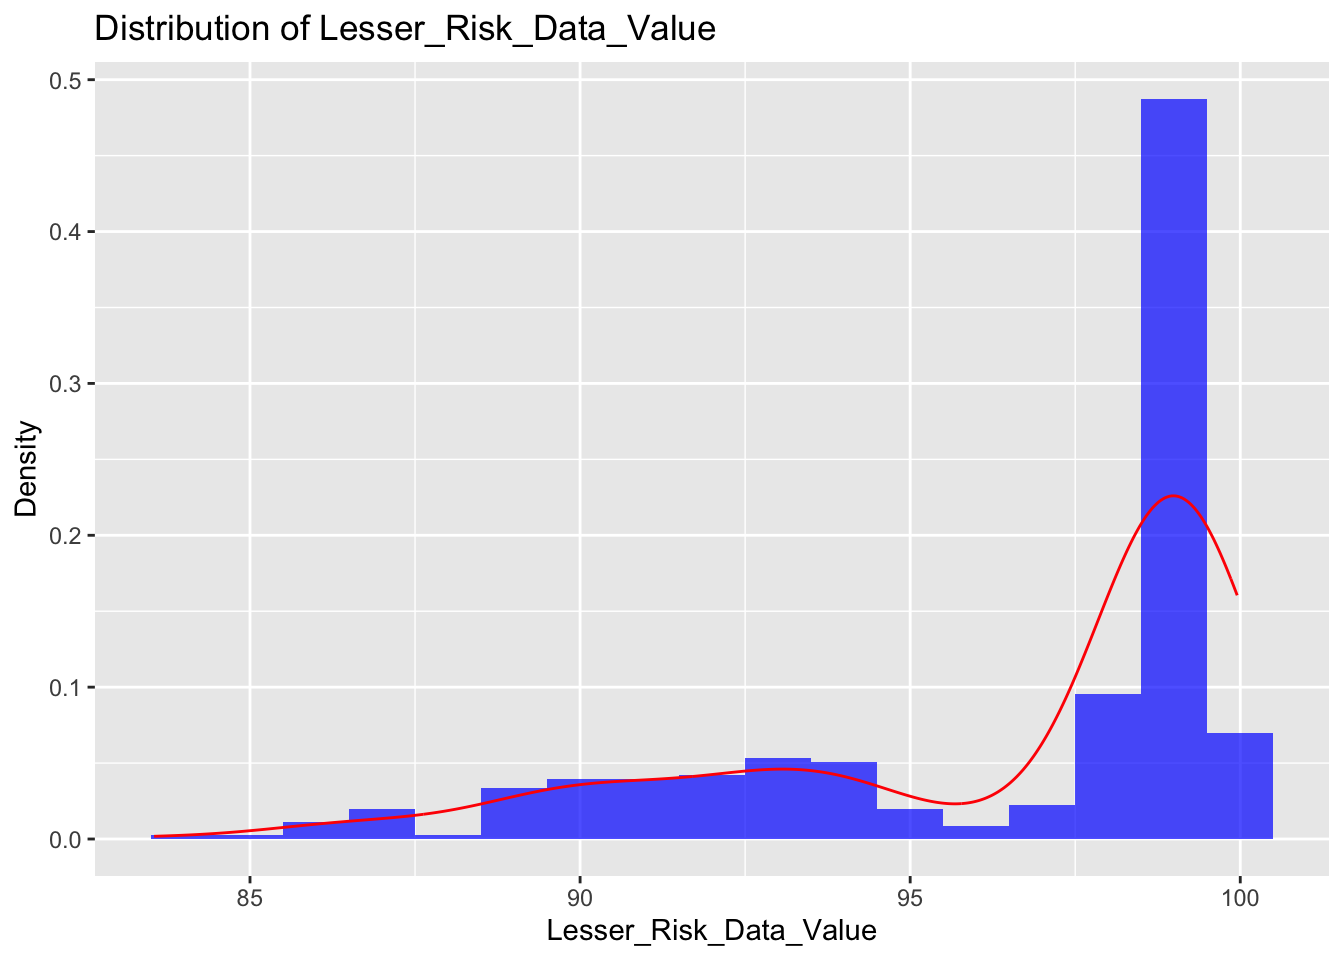 Distribution of Lesser_Risk_Data_Value
0.5
0.4
0.3
0.2
0.1
0.0
Density
85 90 95 100
Lesser_Risk_Data_Value